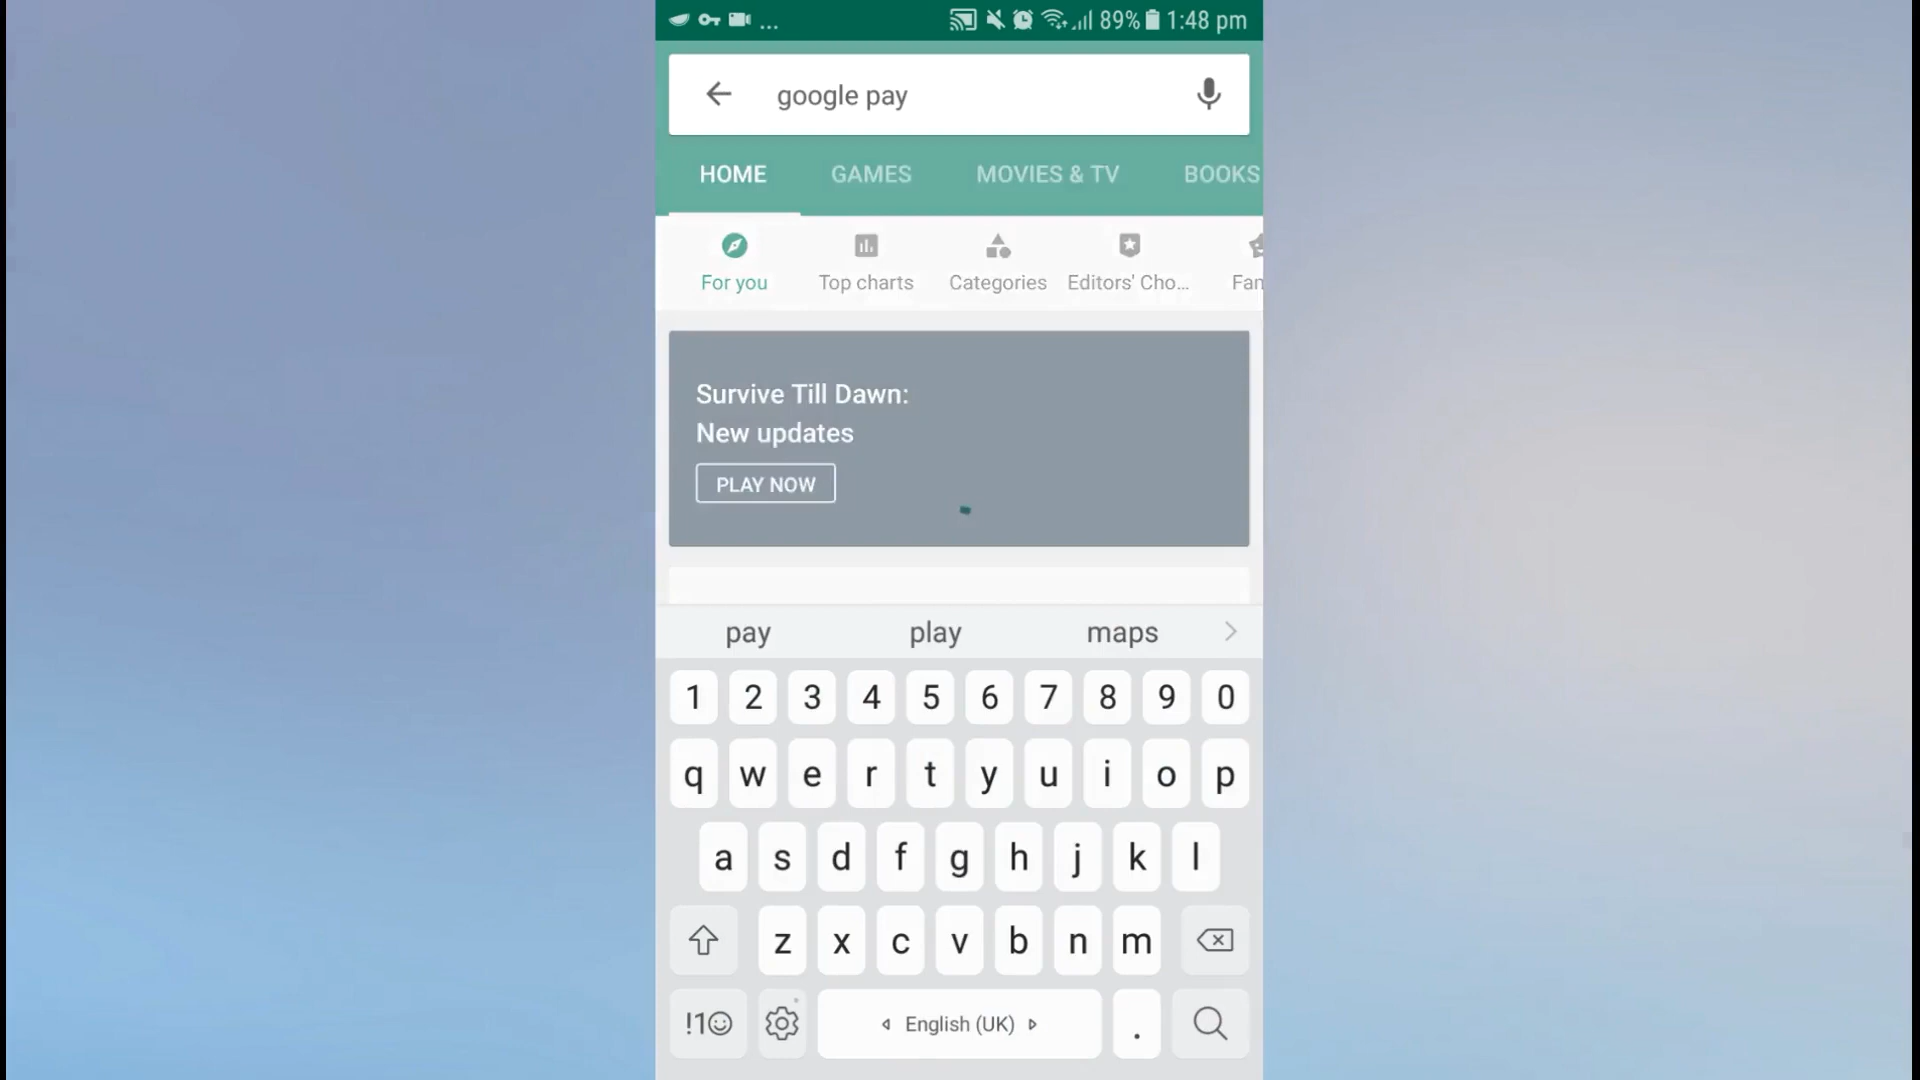 ... 89% 1:48 pm
google pay
HOME GAMES MOVIES & TV BOOKS
For you Top charts Categories Editors' Cho... Fan
Survive Till Dawn:
New updates
PLAY NOW
pay play maps
1 2 3 4 5 6 7 8 9 0
q w e r t y u i o p
a s d f g h j k l
z x c v b n m
!1☺ English (UK) .